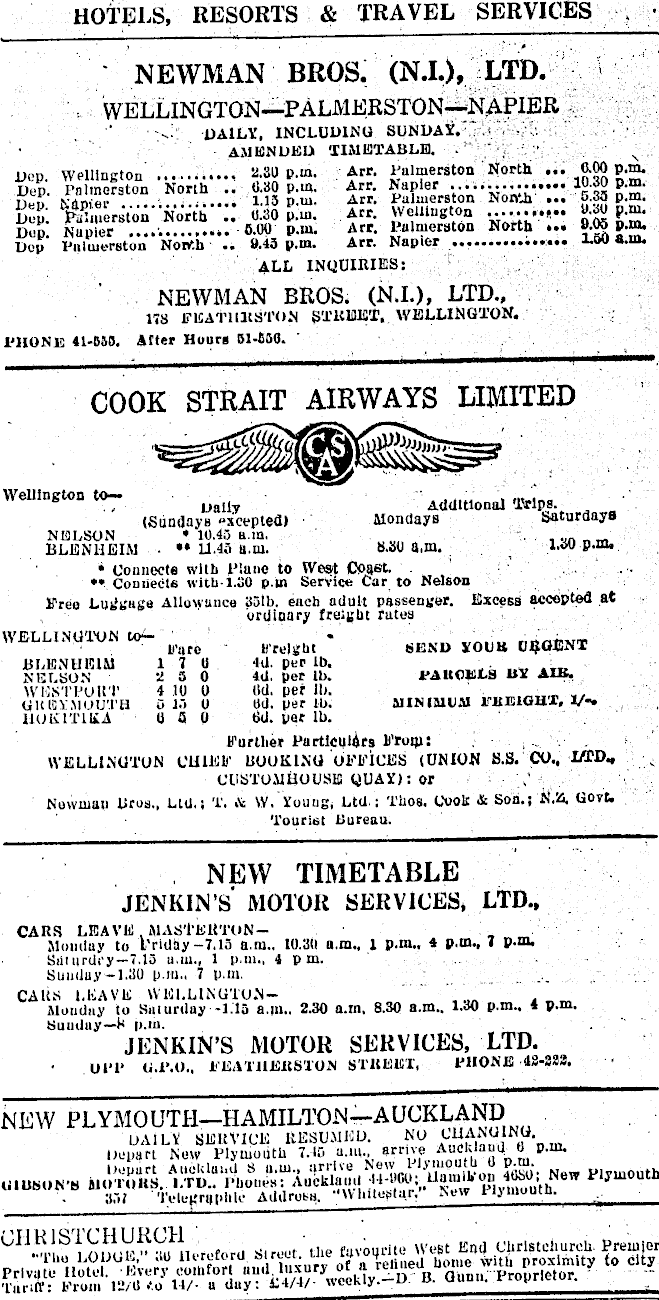 HOTELS, RESORTS & TRAVEL SERVICES
NEWMAN BROS. (N.I.), LTD.
WELLINGTON—PALMERSTON—NAPIER
DAILY, INCLUDING SUNDAY.
AMENDED TIMETABLE.
Dep. Wellington ........... 2.30 p.m. Arr. Palmerston North ... 6.00 p.m.
Dep. Palmerston North .. 6.30 p.m. Arr. Napier ............... 10.30 p.m.
Dep. Napier ............... 1.15 p.m. Arr. Palmerston North ... 5.35 p.m.
Dep. Palmerston North .. 6.30 p.m. Arr. Wellington ........... 9.30 p.m.
Dep. Napier ............. 5.00 p.m. Arr. Palmerston North ... 9.05 p.m.
Dep Palmerston North .. 9.45 p.m. Arr. Napier ................ 1.50 a.m.
ALL INQUIRIES:
NEWMAN BROS. (N.I.), LTD.,
178 FEATHERSTON STREET, WELLINGTON.
PHONE 41-555. After Hours 51-556.
COOK STRAIT AIRWAYS LIMITED
CSA
Wellington to—
Daily Additional Trips.
(Sundays excepted) Mondays Saturdays
NELSON * 10.45 a.m.
BLENHEIM ** 11.45 a.m. 8.30 a.m. 1.30 p.m.
* Connects with Plane to West Coast.
** Connects with 1.30 p.m Service Car to Nelson
Free Luggage Allowance 35lb. each adult passenger. Excess accepted at
ordinary freight rates
WELLINGTON to—
Fare Freight SEND YOUR URGENT
BLENHEIM 1 7 6 4d. per lb.
NELSON 2 5 0 4d. per lb. PARCELS BY AIR.
WESTPORT 4 10 0 6d. per lb.
GREYMOUTH 5 15 0 6d. per lb. MINIMUM FREIGHT, 1/-.
HOKITIKA 6 5 0 6d. per lb.
Further Particulars From:
WELLINGTON CHIEF BOOKING OFFICES (UNION S.S. CO., LTD.,
CUSTOMHOUSE QUAY): or
Newman Bros., Ltd.; T. & W. Young, Ltd.; Thos. Cook & Son.; N.Z. Govt.
Tourist Bureau.
NEW TIMETABLE
JENKIN'S MOTOR SERVICES, LTD.,
CARS LEAVE MASTERTON—
Monday to Friday—7.15 a.m., 10.30 a.m., 1 p.m., 4 p.m., 7 p.m.
Saturdry—7.15 a.m., 1 p.m., 4 p m.
Sunday—1.30 p.m., 7 p.m.
CARS LEAVE WELLINGTON—
Monday to Saturday—1.15 a.m., 2.30 a.m, 8.30 a.m., 1.30 p.m., 4 p.m.
Sunday—8 p.m.
JENKIN'S MOTOR SERVICES, LTD.
OPP G.P.O., FEATHERSTON STREET, PHONE 42-222.
NEW PLYMOUTH—HAMILTON—AUCKLAND
DAILY SERVICE RESUMED. NO CHANGING.
Depart New Plymouth 7.45 a.m., arrive Auckland 6 p.m.
Depart Auckland 8 a.m., arrive New Plymouth 6 p.m.
GIBSON'S MOTORS, LTD.. Phones: Auckland 44-960; Hamilton 4680; New Plymouth
357 Telegraphic Address, "Whitestar," New Plymouth.
CHRISTCHURCH
"The LODGE," 36 Hereford Street, the favourite West End Christchurch Premier
Private Hotel. Every comfort and luxury of a refined home with proximity to city
Tariff: From 12/6 to 14/- a day: £4/4/- weekly.—D. B. Gunn, Proprietor.